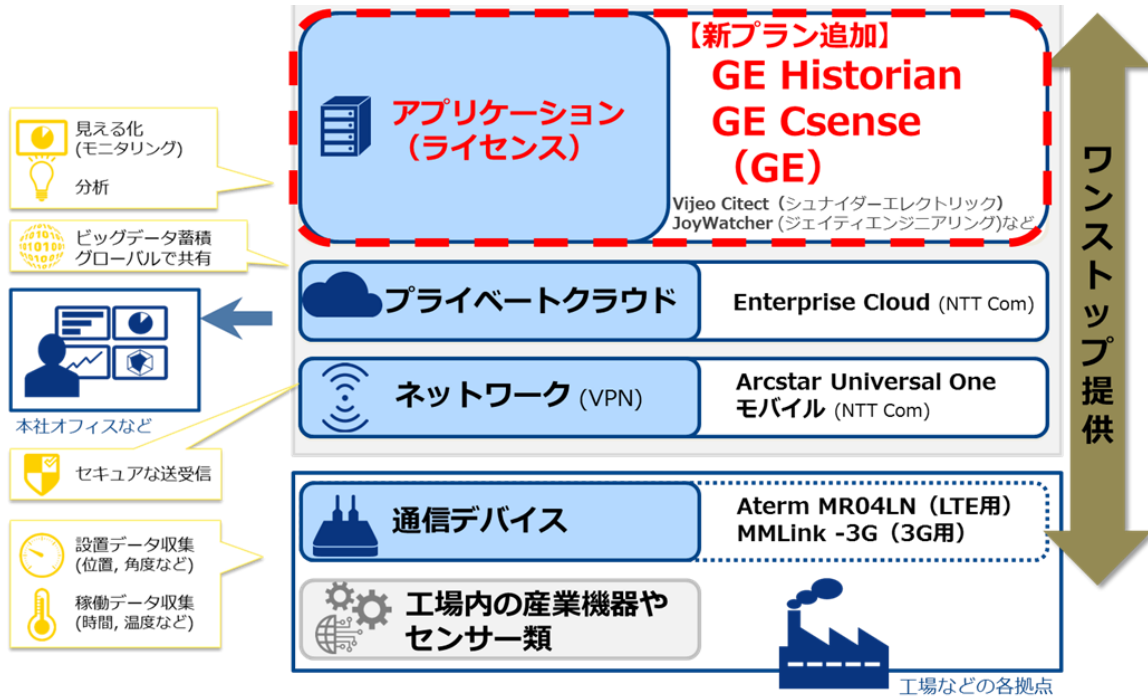 【新プラン追加】
GE Historian
GE Csense
（GE）
アプリケーション
（ライセンス）
Vijeo Citect（シュナイダーエレクトリック）
JoyWatcher (ジェイティエンジニアリング)など
見える化
(モニタリング)
分析
ビッグデータ蓄積
グローバルで共有
プライベートクラウド
Enterprise Cloud (NTT Com)
ネットワーク (VPN)
Arcstar Universal One
モバイル (NTT Com)
本社オフィスなど
セキュアな送受信
通信デバイス
Aterm MR04LN（LTE用）
MMLink -3G（3G用）
設置データ収集
(位置, 角度など)
稼働データ収集
(時間, 温度など)
工場内の産業機器や
センサー類
工場などの各拠点
ワンストップ提供